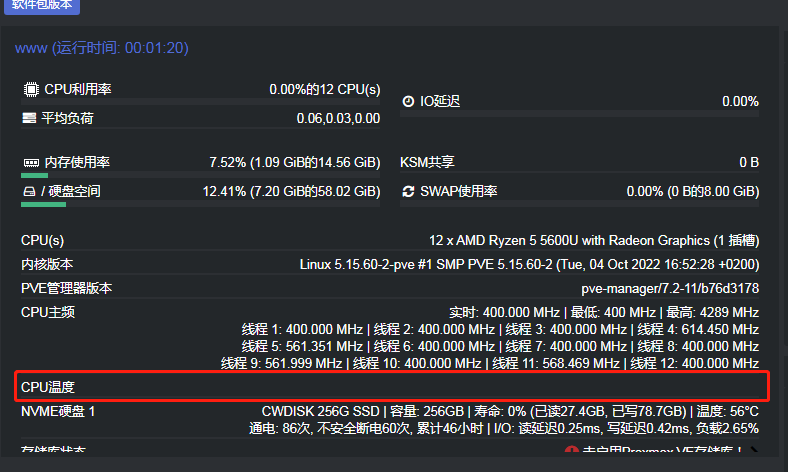 软件包版本
www (运行时间: 00:01:20)
CPU利用率 0.00%的12 CPU(s)
IO延迟 0.00%
平均负荷 0.06,0.03,0.00
内存使用率 7.52% (1.09 GiB的14.56 GiB)
KSM共享 0 B
/ 硬盘空间 12.41% (7.20 GiB的58.02 GiB)
SWAP使用率 0.00% (0 B的8.00 GiB)
CPU(s) 12 x AMD Ryzen 5 5600U with Radeon Graphics (1 插槽)
内核版本 Linux 5.15.60-2-pve #1 SMP PVE 5.15.60-2 (Tue, 04 Oct 2022 16:52:28 +0200)
PVE管理器版本 pve-manager/7.2-11/b76d3178
CPU主频 实时: 400.000 MHz | 最低: 400 MHz | 最高: 4289 MHz
线程 1: 400.000 MHz | 线程 2: 400.000 MHz | 线程 3: 400.000 MHz | 线程 4: 614.450 MHz
线程 5: 561.351 MHz | 线程 6: 400.000 MHz | 线程 7: 400.000 MHz | 线程 8: 400.000 MHz
线程 9: 561.999 MHz | 线程 10: 400.000 MHz | 线程 11: 568.469 MHz | 线程 12: 400.000 MHz
CPU温度
NVME硬盘 1 CWDISK 256G SSD | 容量: 256GB | 寿命: 0% (已读27.4GB, 已写78.7GB) | 温度: 56°C
通电: 86次, 不安全断电60次, 累计46小时 | I/O: 读延迟0.25ms, 写延迟0.42ms, 负载2.65%
存储库状态 未启用Proxmox VE存储库！